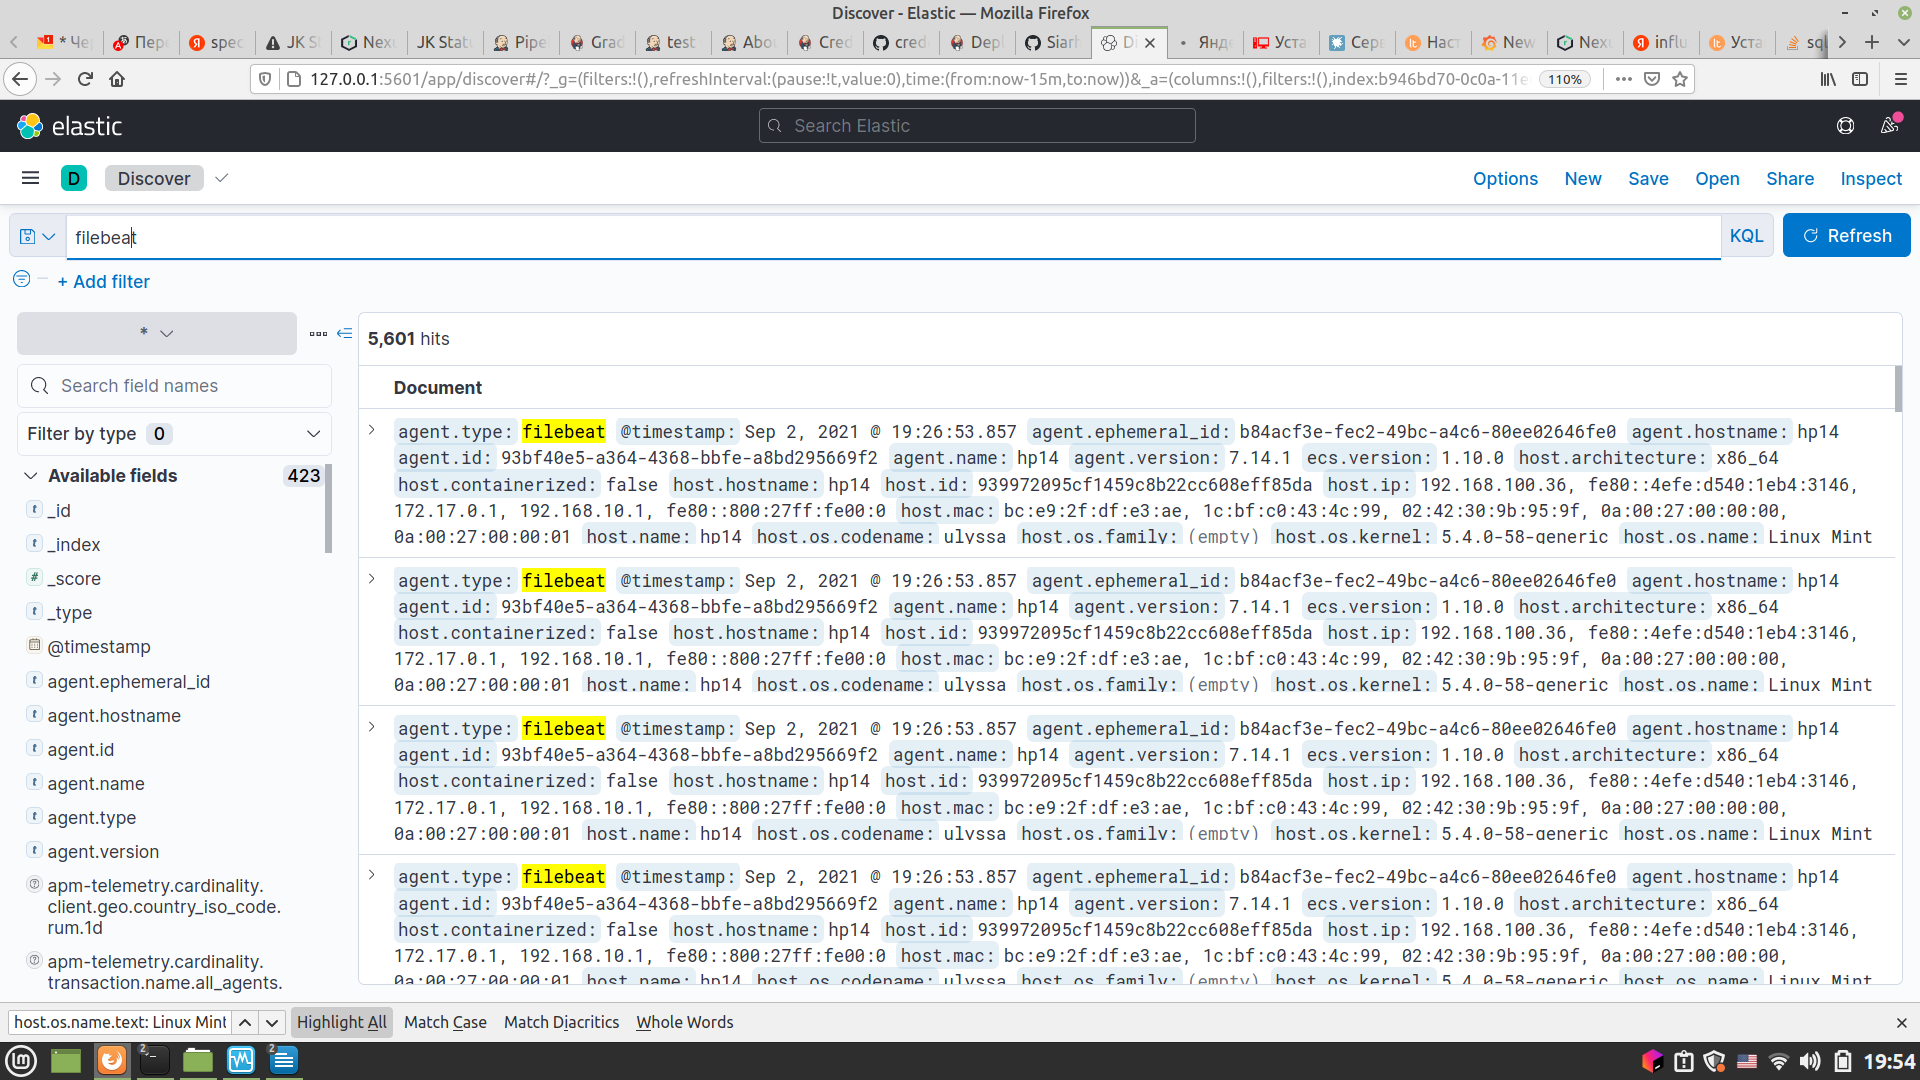 Discover - Elastic — Mozilla Firefox
* Че Пере spec JK S Nexu JK Stat Pipe Grad test Abo Cred cred Depl Siarh Di Янде Уста Серв Наст New Nexu influ Уста sql
127.0.0.1:5601/app/discover#/?_g=(filters:!(),refreshInterval:(pause:!t,value:0),time:(from:now-15m,to:now))&_a=(columns:!(),filters:!(),index:b946bd70-0c0a-11e 110%
elastic Search Elastic
D Discover Options New Save Open Share Inspect
filebeat KQL Refresh
+ Add filter
* 5,601 hits
Search field names
Document
Filter by type 0
Available fields 423
_id
_index
_score
_type
@timestamp
agent.ephemeral_id
agent.hostname
agent.id
agent.name
agent.type
agent.version
apm-telemetry.cardinality.
client.geo.country_iso_code.
rum.1d
apm-telemetry.cardinality.
transaction.name.all_agents.
agent.type: filebeat @timestamp: Sep 2, 2021 @ 19:26:53.857 agent.ephemeral_id: b84acf3e-fec2-49bc-a4c6-80ee02646fe0 agent.hostname: hp14
agent.id: 93bf40e5-a364-4368-bbfe-a8bd295669f2 agent.name: hp14 agent.version: 7.14.1 ecs.version: 1.10.0 host.architecture: x86_64
host.containerized: false host.hostname: hp14 host.id: 939972095cf1459c8b22cc608eff85da host.ip: 192.168.100.36, fe80::4efe:d540:1eb4:3146,
172.17.0.1, 192.168.10.1, fe80::800:27ff:fe00:0 host.mac: bc:e9:2f:df:e3:ae, 1c:bf:c0:43:4c:99, 02:42:30:9b:95:9f, 0a:00:27:00:00:00,
0a:00:27:00:00:01 host.name: hp14 host.os.codename: ulyssa host.os.family: (empty) host.os.kernel: 5.4.0-58-generic host.os.name: Linux Mint
agent.type: filebeat @timestamp: Sep 2, 2021 @ 19:26:53.857 agent.ephemeral_id: b84acf3e-fec2-49bc-a4c6-80ee02646fe0 agent.hostname: hp14
agent.id: 93bf40e5-a364-4368-bbfe-a8bd295669f2 agent.name: hp14 agent.version: 7.14.1 ecs.version: 1.10.0 host.architecture: x86_64
host.containerized: false host.hostname: hp14 host.id: 939972095cf1459c8b22cc608eff85da host.ip: 192.168.100.36, fe80::4efe:d540:1eb4:3146,
172.17.0.1, 192.168.10.1, fe80::800:27ff:fe00:0 host.mac: bc:e9:2f:df:e3:ae, 1c:bf:c0:43:4c:99, 02:42:30:9b:95:9f, 0a:00:27:00:00:00,
0a:00:27:00:00:01 host.name: hp14 host.os.codename: ulyssa host.os.family: (empty) host.os.kernel: 5.4.0-58-generic host.os.name: Linux Mint
agent.type: filebeat @timestamp: Sep 2, 2021 @ 19:26:53.857 agent.ephemeral_id: b84acf3e-fec2-49bc-a4c6-80ee02646fe0 agent.hostname: hp14
agent.id: 93bf40e5-a364-4368-bbfe-a8bd295669f2 agent.name: hp14 agent.version: 7.14.1 ecs.version: 1.10.0 host.architecture: x86_64
host.containerized: false host.hostname: hp14 host.id: 939972095cf1459c8b22cc608eff85da host.ip: 192.168.100.36, fe80::4efe:d540:1eb4:3146,
172.17.0.1, 192.168.10.1, fe80::800:27ff:fe00:0 host.mac: bc:e9:2f:df:e3:ae, 1c:bf:c0:43:4c:99, 02:42:30:9b:95:9f, 0a:00:27:00:00:00,
0a:00:27:00:00:01 host.name: hp14 host.os.codename: ulyssa host.os.family: (empty) host.os.kernel: 5.4.0-58-generic host.os.name: Linux Mint
agent.type: filebeat @timestamp: Sep 2, 2021 @ 19:26:53.857 agent.ephemeral_id: b84acf3e-fec2-49bc-a4c6-80ee02646fe0 agent.hostname: hp14
agent.id: 93bf40e5-a364-4368-bbfe-a8bd295669f2 agent.name: hp14 agent.version: 7.14.1 ecs.version: 1.10.0 host.architecture: x86_64
host.containerized: false host.hostname: hp14 host.id: 939972095cf1459c8b22cc608eff85da host.ip: 192.168.100.36, fe80::4efe:d540:1eb4:3146,
172.17.0.1, 192.168.10.1, fe80::800:27ff:fe00:0 host.mac: bc:e9:2f:df:e3:ae, 1c:bf:c0:43:4c:99, 02:42:30:9b:95:9f, 0a:00:27:00:00:00,
0a:00:27:00:00:01 host.name: hp14 host.os.codename: ulyssa host.os.family: (empty) host.os.kernel: 5.4.0-58-generic host.os.name: Linux Mint
host.os.name.text: Linux Mint Highlight All Match Case Match Diacritics Whole Words
2 2 19:54